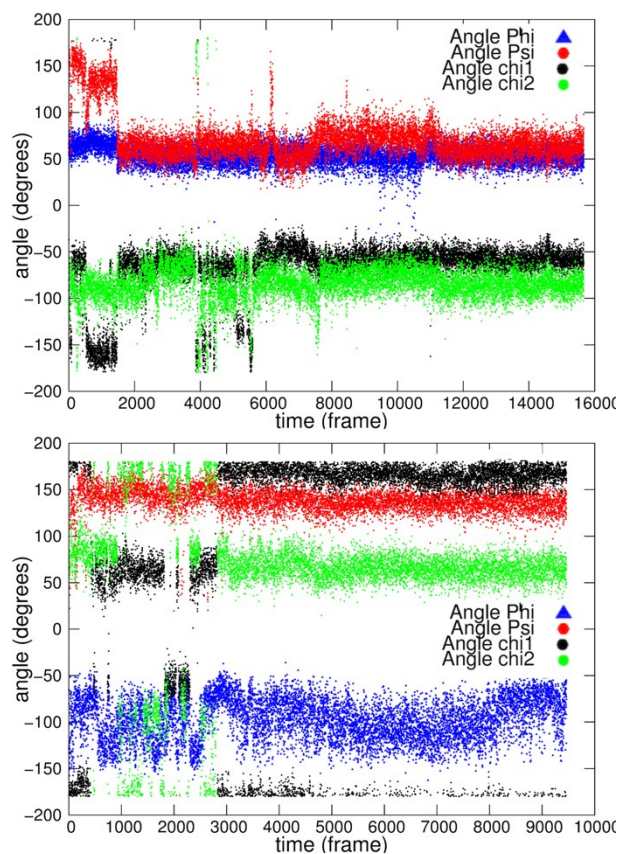 200
150
100
50
0
−50
−100
−150
−200
angle (degrees)
Angle Phi
Angle Psi
Angle chi1
Angle chi2
0 2000 4000 6000 8000 10000 12000 14000 1600
time (frame)
200
150
100
50
0
−50
−100
−150
−200
angle (degrees)
Angle Phi
Angle Psi
Angle chi1
Angle chi2
0 1000 2000 3000 4000 5000 6000 7000 8000 9000 10000
time (frame)